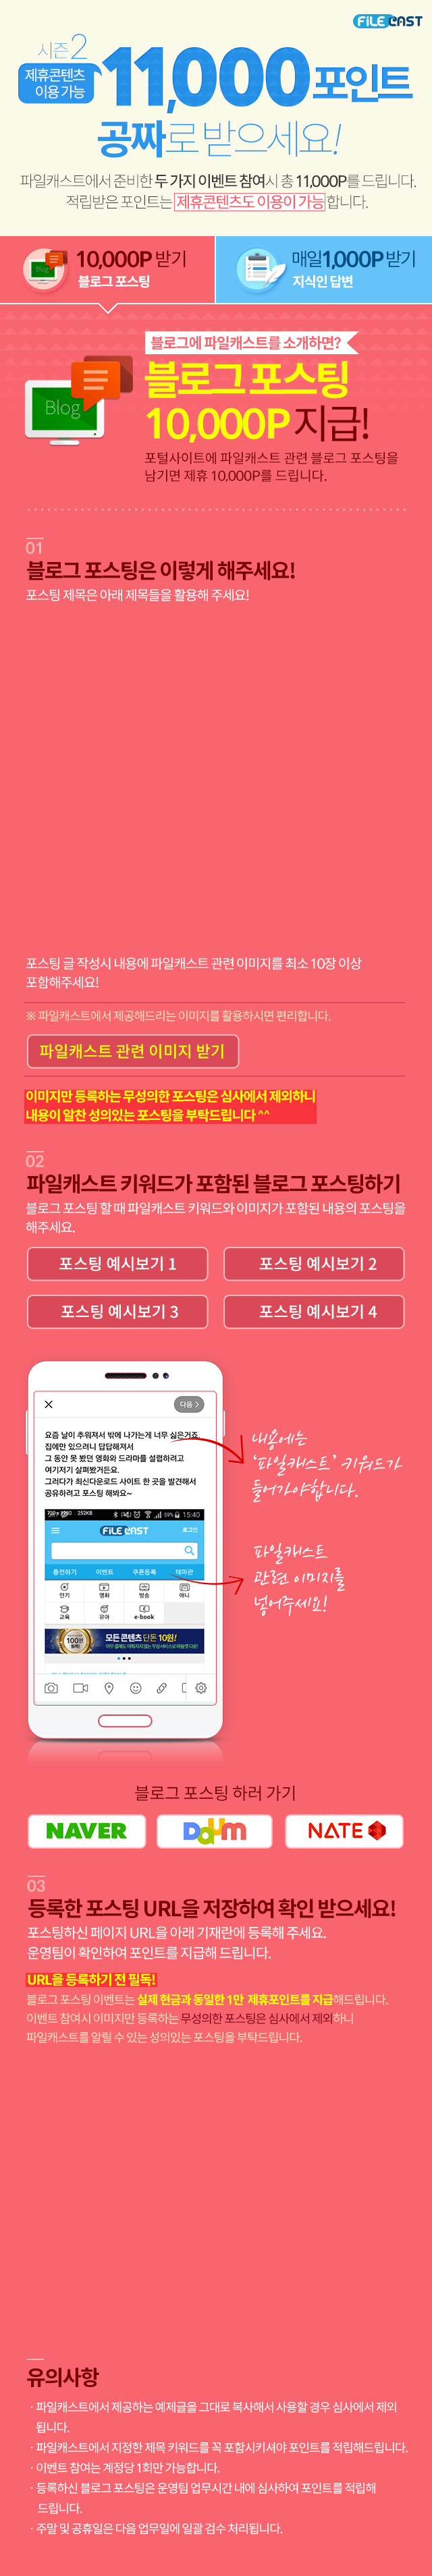 FiLECAST
시즌2
제휴콘텐츠
이용 가능
11,000 포인트
공짜로 받으세요!
파일캐스트에서 준비한 두 가지 이벤트 참여시 총 11,000P를 드립니다.
적립받은 포인트는 제휴콘텐츠도 이용이 가능합니다.
Blog
10,000P 받기
블로그 포스팅
매일1,000P 받기
지식인 답변
블로그에 파일캐스트를 소개하면?
Blog
블로그 포스팅
10,000P 지급!
포털사이트에 파일캐스트 관련 블로그 포스팅을
남기면 제휴 10,000P를 드립니다.
01
블로그 포스팅은 이렇게 해주세요!
포스팅 제목은 아래 제목들을 활용해 주세요!
포스팅 글 작성시 내용에 파일캐스트 관련 이미지를 최소 10장 이상
포함해주세요!
※ 파일캐스트에서 제공해드리는 이미지를 활용하시면 편리합니다.
파일캐스트 관련 이미지 받기
이미지만 등록하는 무성의한 포스팅은 심사에서 제외하니
내용이 알찬 성의있는 포스팅을 부탁드립니다 ^^
02
파일캐스트 키워드가 포함된 블로그 포스팅하기
블로그 포스팅 할 때 파일캐스트 키워드와 이미지가 포함된 내용의 포스팅을
해주세요.
포스팅 예시보기 1
포스팅 예시보기 2
포스팅 예시보기 3
포스팅 예시보기 4
다음 >
요즘 날이 추워져서 밖에 나가는게 너무 싫은거죠.
집에만 있으려니 답답해져서
그 동안 못 봤던 영화와 드라마를 설렵하려고
여기저기 살펴봤거든요.
그러다가 최신다운로드 사이트 한 곳을 발견해서
공유하려고 포스팅 해봐요~
내용에는
'파일캐스트' 키워드가
들어가야합니다.
252KB
59% 15:40
FiLECAST
로그인
충전하기 이벤트 쿠폰등록 테마관
인기 영화 방송 애니
교육 유아 e-book
모든 콘텐츠 단돈 10원!
파일캐스트
관련 이미지를
넣어주세요!
블로그 포스팅 하러 가기
NAVER
Daum
NATE
03
등록한 포스팅 URL을 저장하여 확인 받으세요!
포스팅하신 페이지 URL을 아래 기재란에 등록해 주세요.
운영팀이 확인하여 포인트를 지급해 드립니다.
URL을 등록하기 전 필독!
블로그 포스팅 이벤트는 실제 현금과 동일한 1만 제휴포인트를 지급해드립니다.
이벤트 참여시 이미지만 등록하는 무성의한 포스팅은 심사에서 제외하니
파일캐스트를 알릴 수 있는 성의있는 포스팅을 부탁드립니다.
유의사항
· 파일캐스트에서 제공하는 예제글을 그대로 복사해서 사용할 경우 심사에서 제외
됩니다.
· 파일캐스트에서 지정한 제목 키워드를 꼭 포함시키셔야 포인트를 적립해드립니다.
· 이벤트 참여는 계정당 1회만 가능합니다.
· 등록하신 블로그 포스팅은 운영팀 업무시간 내에 심사하여 포인트를 적립해
드립니다.
· 주말 및 공휴일은 다음 업무일에 일괄 검수 처리됩니다.